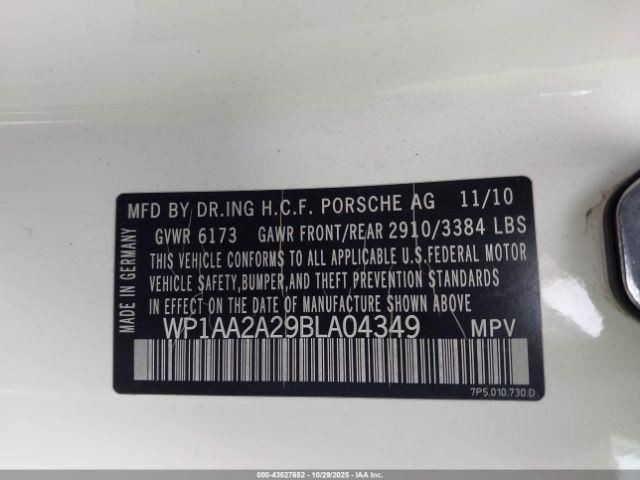 MFD BY DR.ING H.C.F. PORSCHE AG 11/10
GVWR 6173 GAWR FRONT/REAR 2910/3384 LBS
THIS VEHICLE CONFORMS TO ALL APPLICABLE U.S.FEDERAL MOTOR
VEHICLE SAFETY,BUMPER,AND THEFT PREVENTION STANDARDS
IN EFFECT ON THE DATE OF MANUFACTURE SHOWN ABOVE
WP1AA2A29BLA04349 MPV
7P5.010.730.D
MADE IN GERMANY
000-43527652 - 10/29/2025 - IAA Inc.